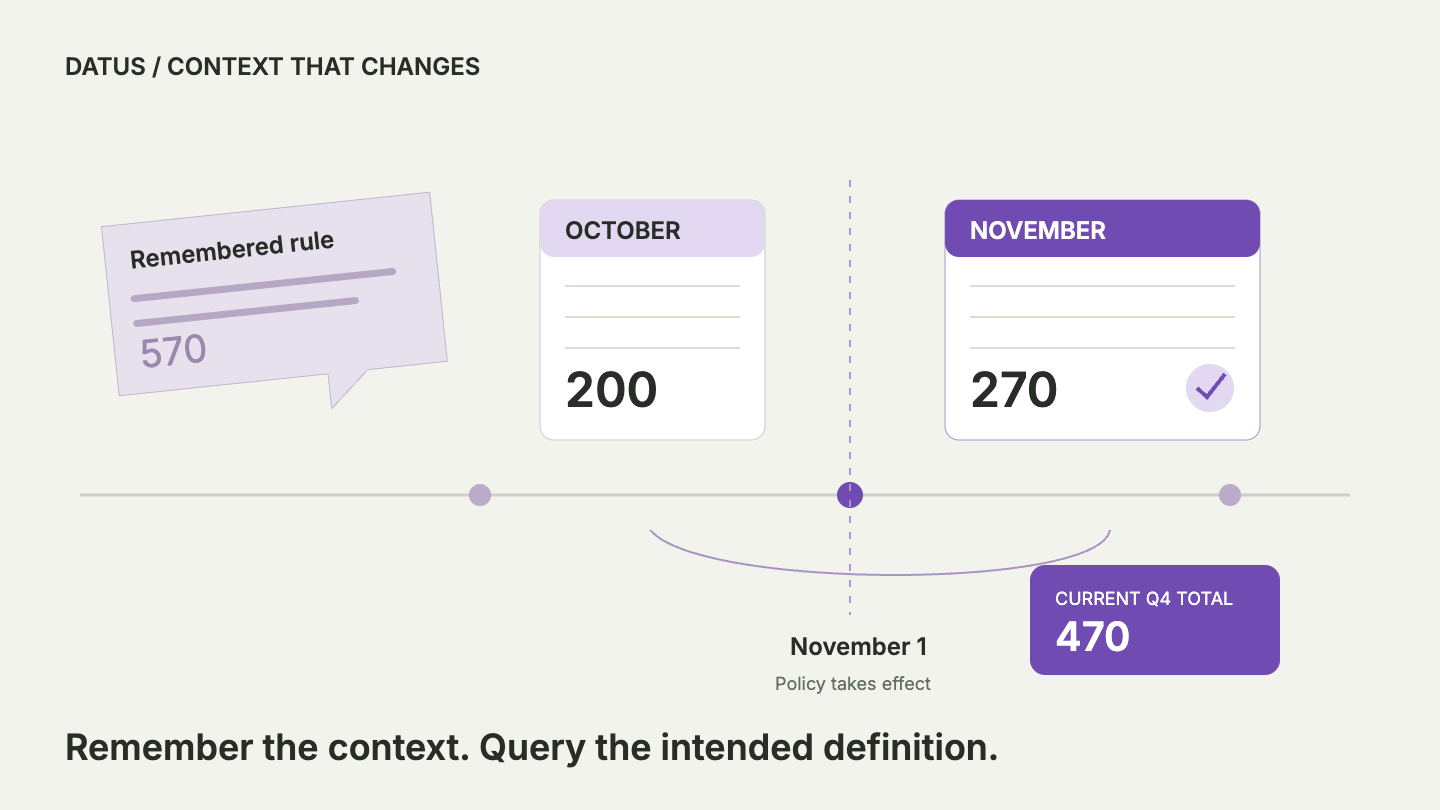 DATUS / CONTEXT THAT CHANGES
Remembered rule
570
OCTOBER
200
NOVEMBER
270
CURRENT Q4 TOTAL
470
November 1
Policy takes effect
Remember the context. Query the intended definition.